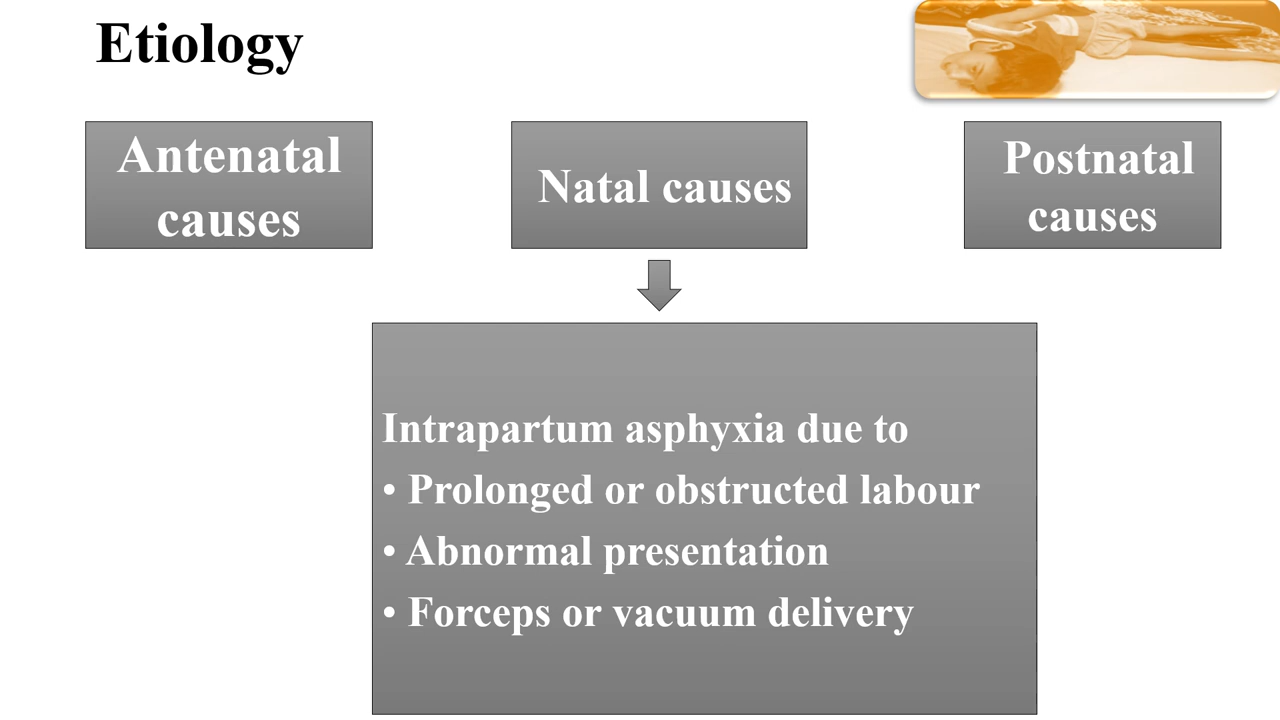 Etiology
Antenatal
causes
Natal causes
Postnatal
causes
Intrapartum asphyxia due to
• Prolonged or obstructed labour
• Abnormal presentation
• Forceps or vacuum delivery